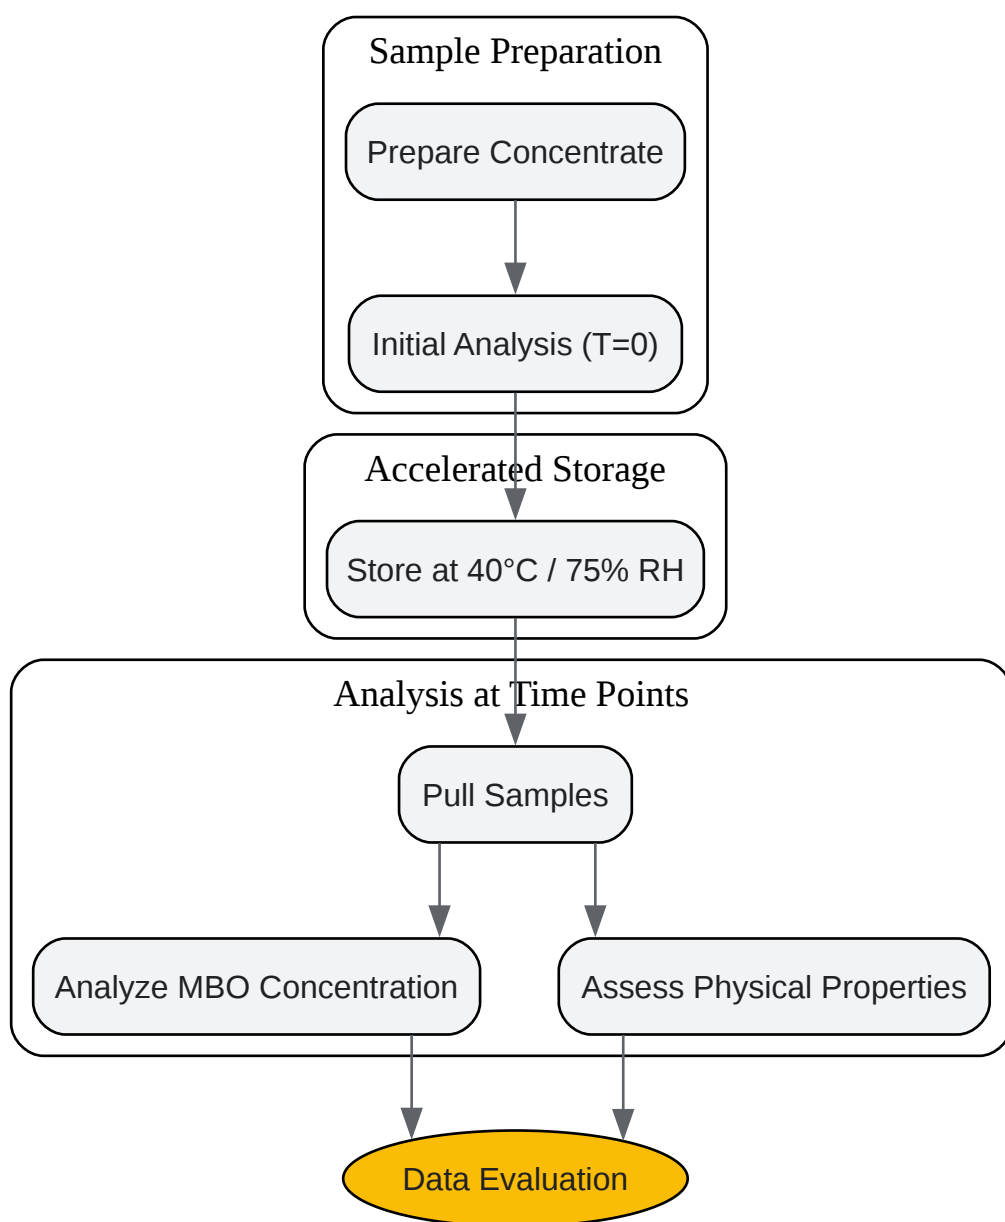 Sample Preparation
Prepare Concentrate
Initial Analysis (T=0)
Accelerated Storage
Store at 40°C / 75% RH
Analysis at Time Points
Pull Samples
Analyze MBO Concentration
Assess Physical Properties
Data Evaluation